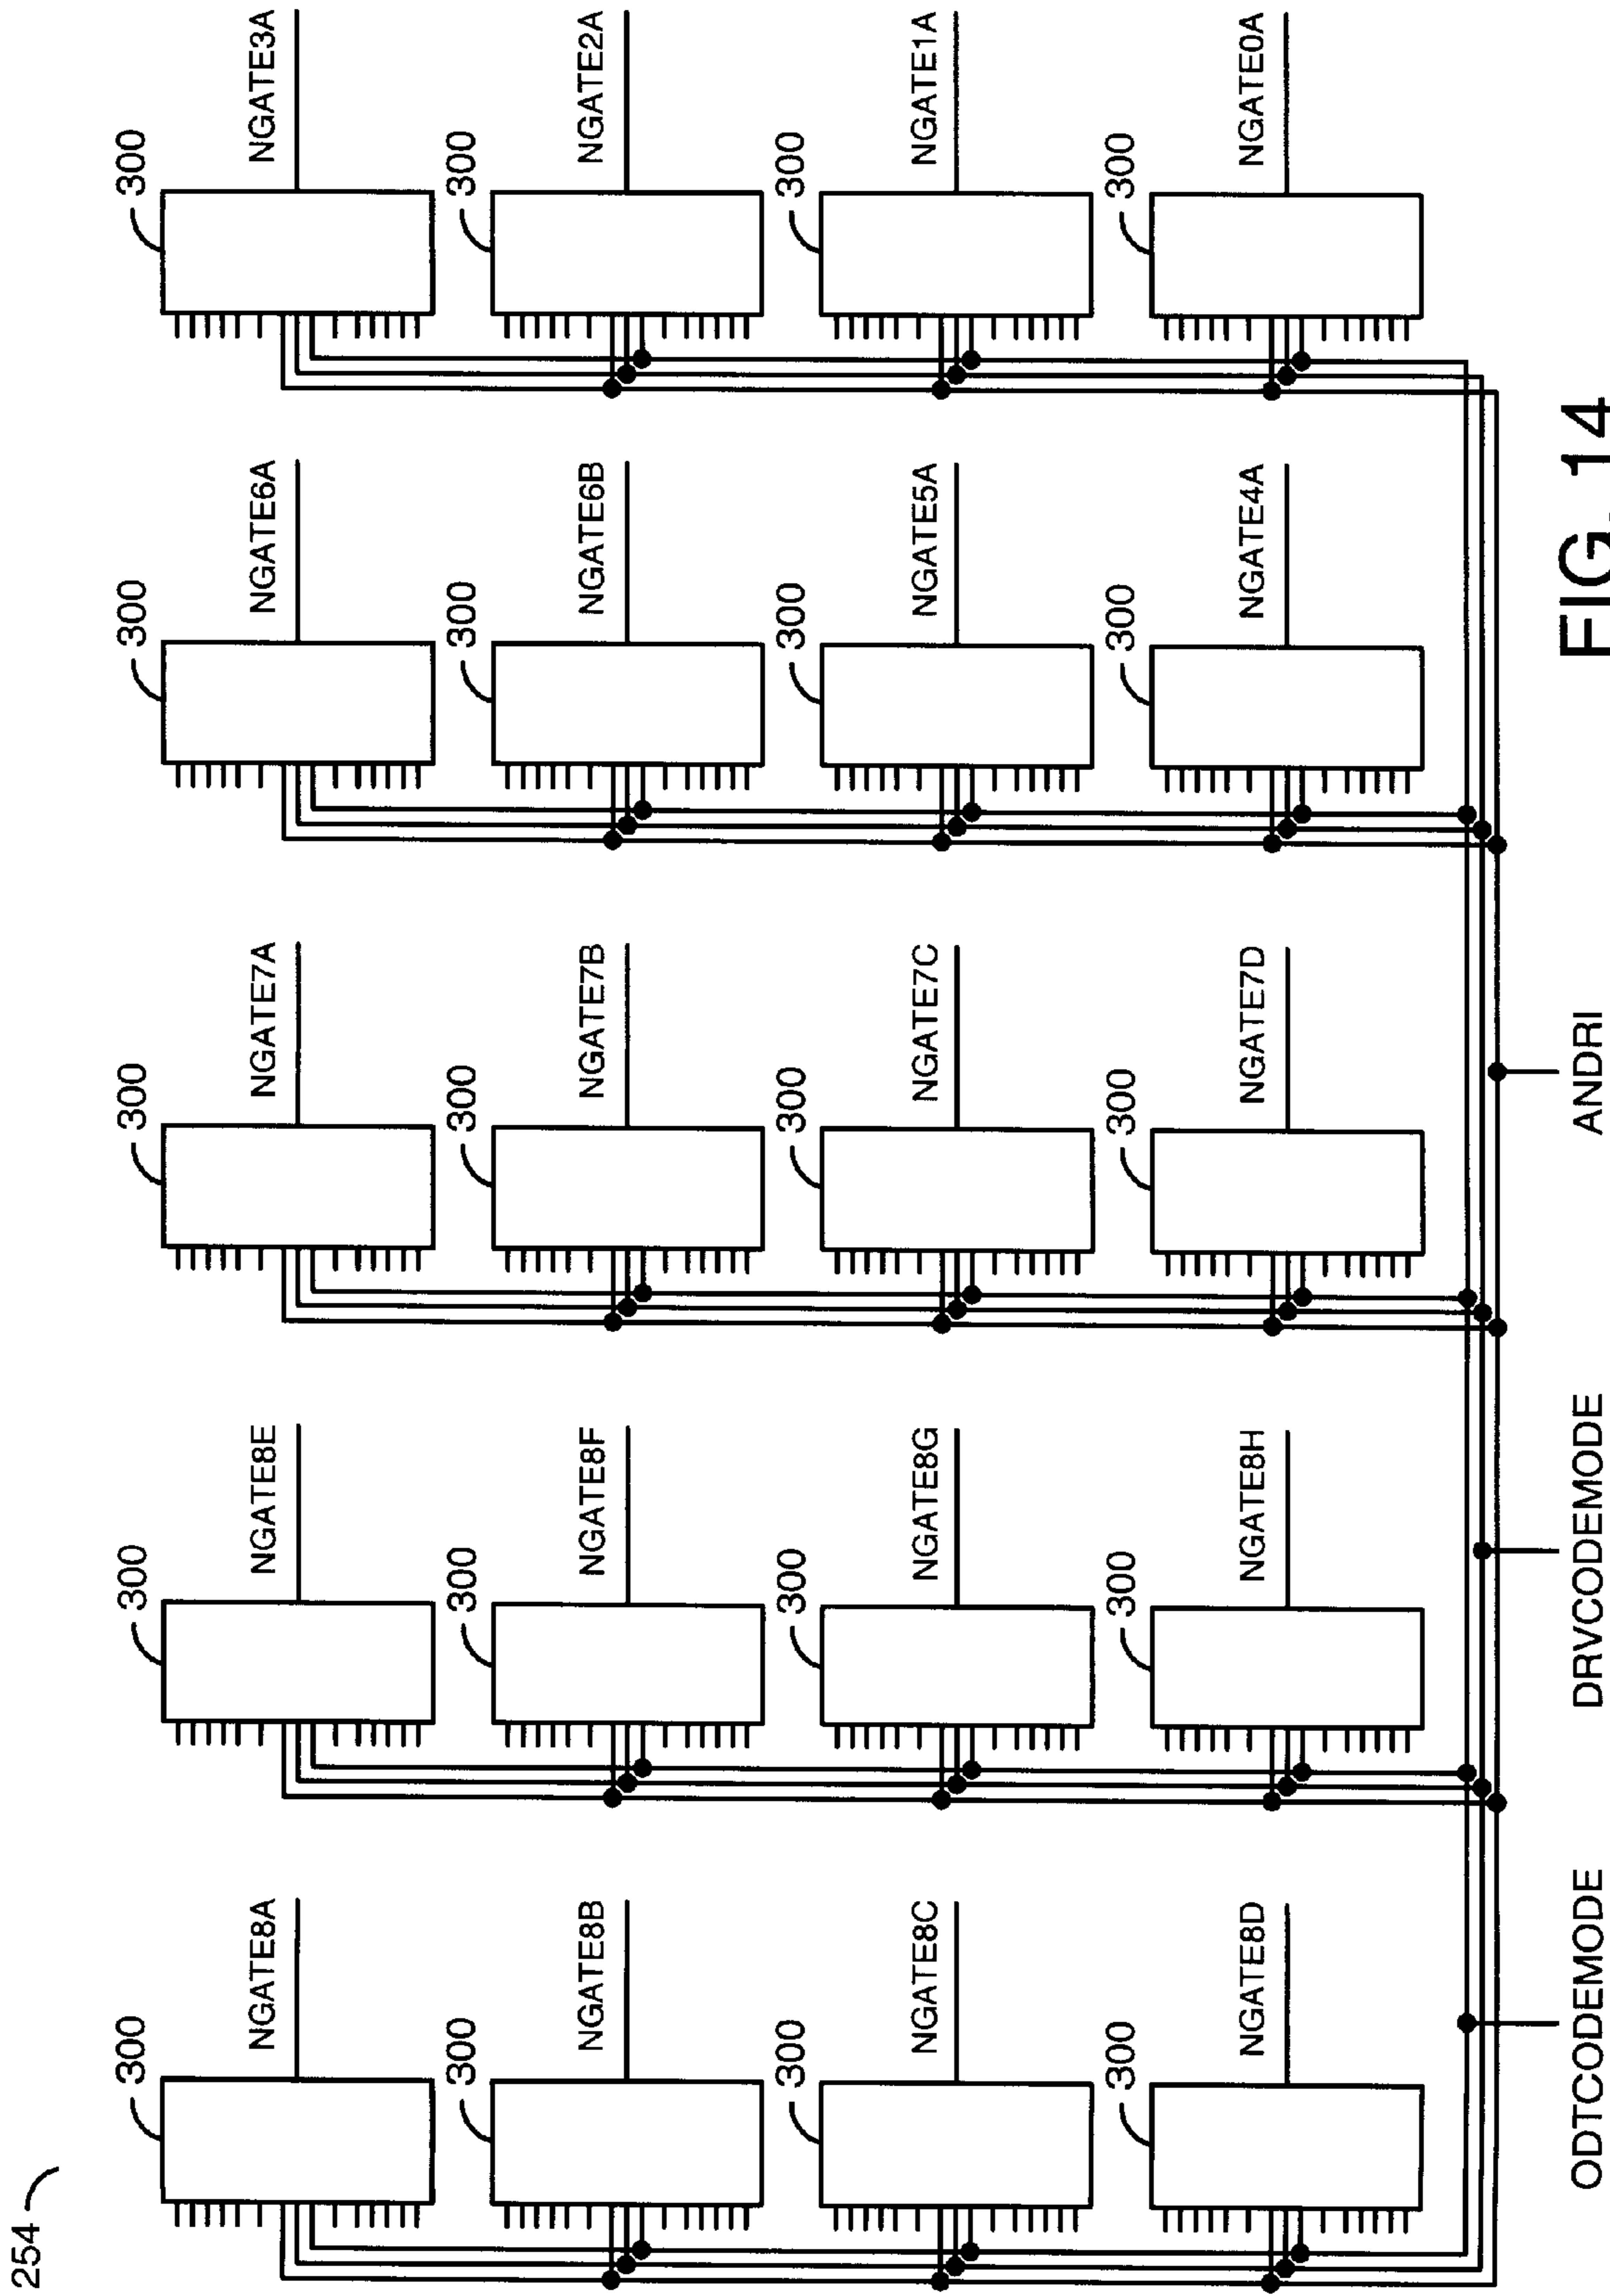 254
300 300 300 300 300
NGATE8A NGATE8E NGATE7A NGATE6A NGATE3A
300 300 300 300 300
NGATE8B NGATE8F NGATE7B NGATE6B NGATE2A
300 300 300 300 300
NGATE8C NGATE8G NGATE7C NGATE5A NGATE1A
300 300 300 300 300
NGATE8D NGATE8H NGATE7D NGATE4A NGATE0A
ODTCODEMODE DRVCODEMODE ANDRI
FIG. 14